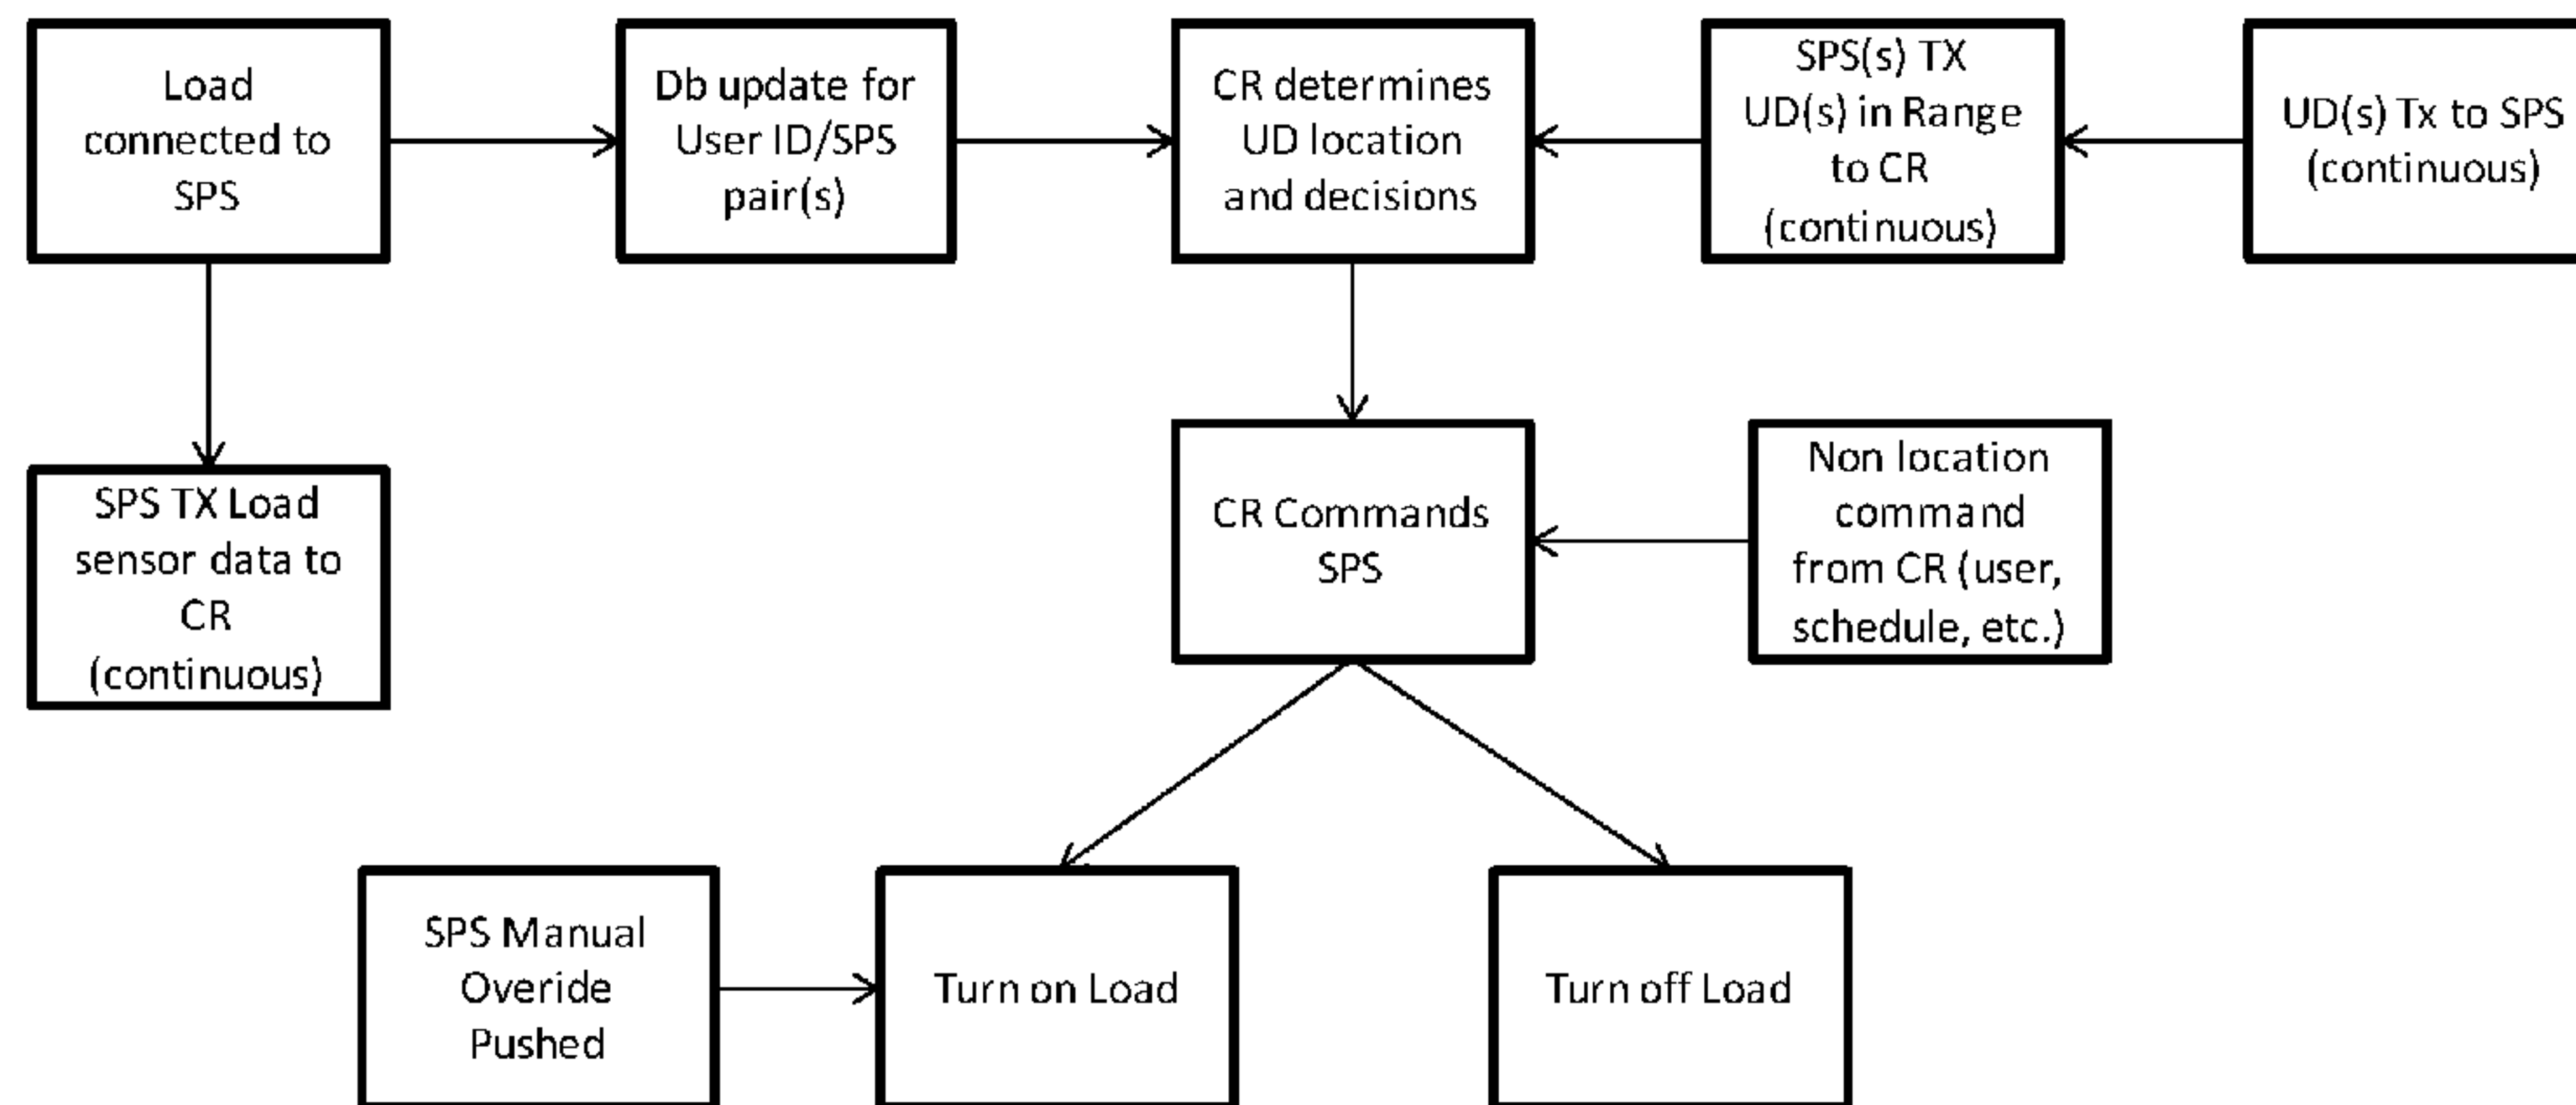 Load
connected to
SPS
Db update for
User ID/SPS
pair(s)
CR determines
UD location
and decisions
SPS(s) TX
UD(s) in Range
to CR
(continuous)
UD(s) Tx to SPS
(continuous)
SPS TX Load
sensor data to
CR
(continuous)
CR Commands
SPS
Non location
command
from CR (user,
schedule, etc.)
SPS Manual
Overide
Pushed
Turn on Load
Turn off Load